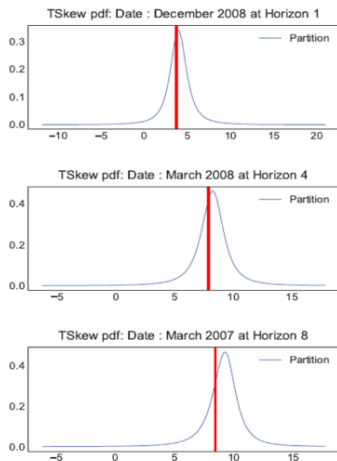 TSkew pdf: Date : December 2008 at Horizon 1
0.3
Partition
0.2
0.1
0.0
−10 −5 0 5 10 15 20
TSkew pdf: Date : March 2008 at Horizon 4
0.4
Partition
0.2
0.0
−5 0 5 10 15
TSkew pdf: Date : March 2007 at Horizon 8
Partition
0.4
0.2
0.0
−5 0 5 10 15